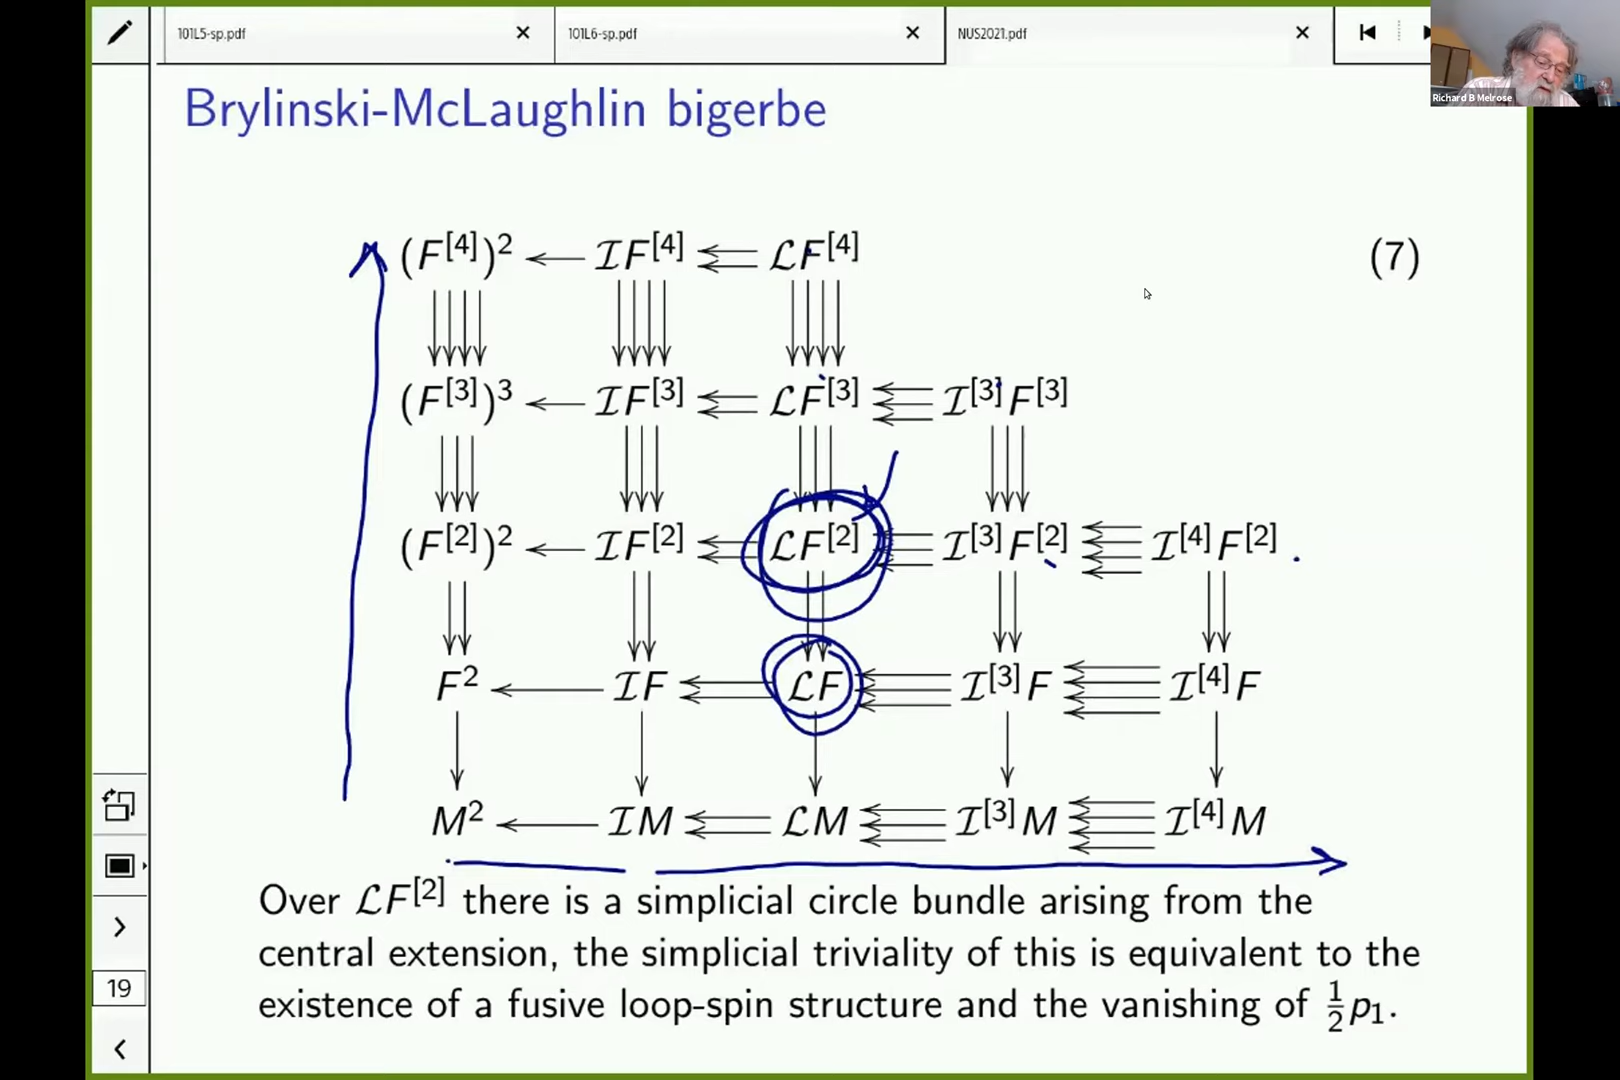 101L5-sp.pdf 101L6-sp.pdf NUS2021.pdf
Richard B Melrose
Brylinski-McLaughlin bigerbe
(F^{[4]})^2 ← 𝓘F^{[4]} ⇇ 𝓛F^{[4]} (7)
(F^{[3]})^3 ← 𝓘F^{[3]} ⇇ 𝓛F^{[3]} ⇇ 𝓘^{[3]}F^{[3]}
(F^{[2]})^2 ← 𝓘F^{[2]} ⇇ 𝓛F^{[2]} ⇇ 𝓘^{[3]}F^{[2]} ⇇ 𝓘^{[4]}F^{[2]} .
F^2 ← 𝓘F ⇇ 𝓛F ⇇ 𝓘^{[3]}F ⇇ 𝓘^{[4]}F
M^2 ← 𝓘M ⇇ 𝓛M ⇇ 𝓘^{[3]}M ⇇ 𝓘^{[4]}M
Over 𝓛F^{[2]} there is a simplicial circle bundle arising from the
central extension, the simplicial triviality of this is equivalent to the
existence of a fusive loop-spin structure and the vanishing of ½p₁.
19